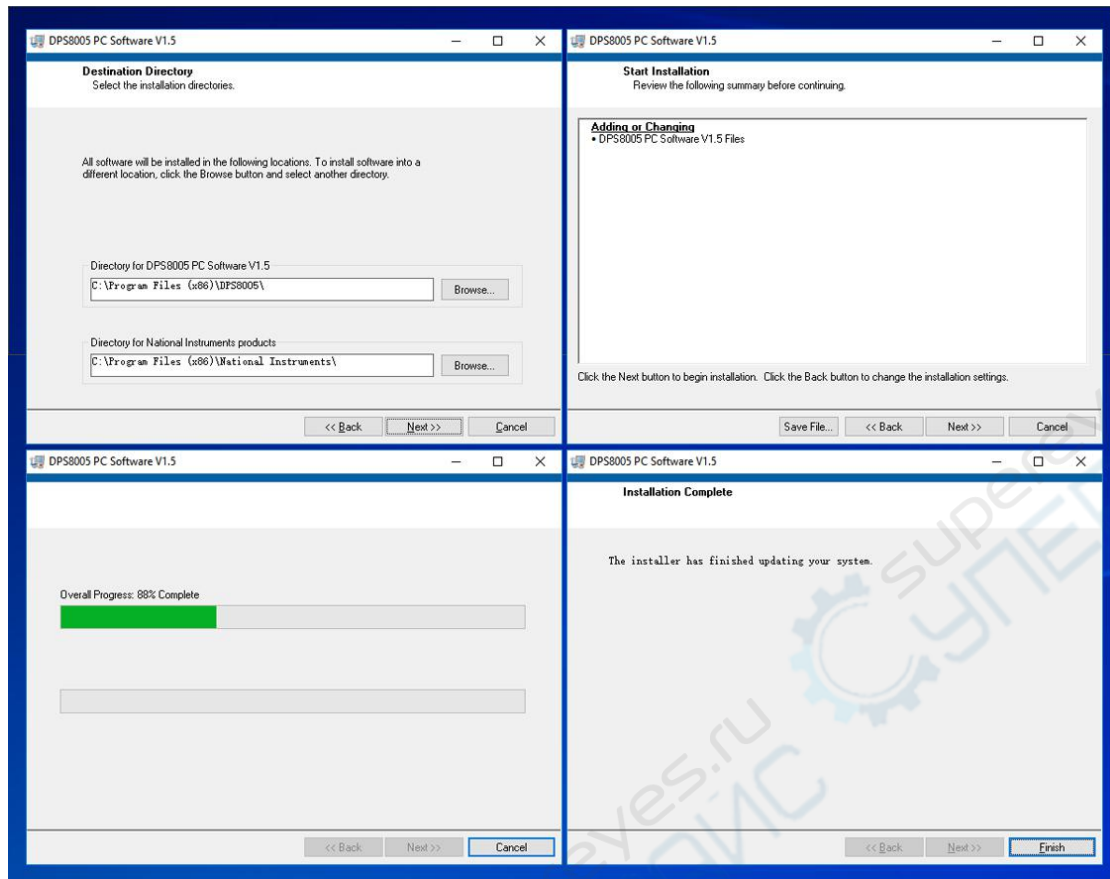 DPS8005 PC Software V1.5
Destination Directory
Select the installation directories.
All software will be installed in the following locations. To install software into a
different location, click the Browse button and select another directory.
Directory for DPS8005 PC Software V1.5
C:\Program Files (x86)\DPS8005\
Browse...
Directory for National Instruments products
C:\Program Files (x86)\National Instruments\
Browse...
<< Back
Next >>
Cancel
DPS8005 PC Software V1.5
Start Installation
Review the following summary before continuing.
Adding or Changing
• DPS8005 PC Software V1.5 Files
Click the Next button to begin installation. Click the Back button to change the installation settings.
Save File...
<< Back
Next >>
Cancel
DPS8005 PC Software V1.5
Overall Progress: 88% Complete
<< Back
Next >>
Cancel
DPS8005 PC Software V1.5
Installation Complete
The installer has finished updating your system.
<< Back
Next >>
Finish